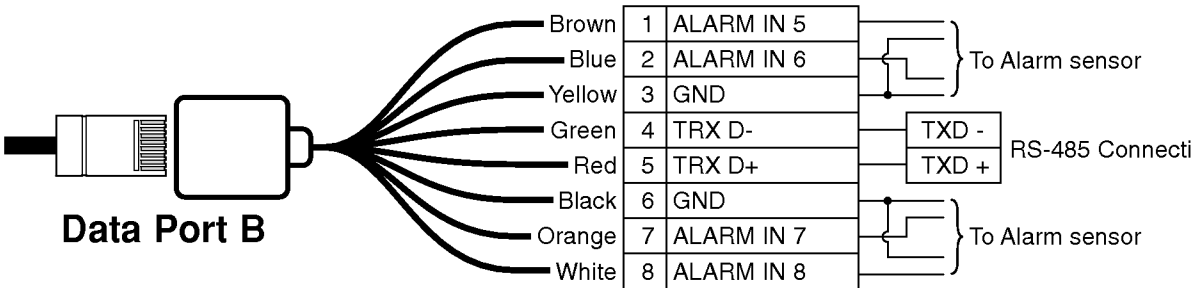 Brown 1 ALARM IN 5
Blue 2 ALARM IN 6 To Alarm sensor
Yellow 3 GND
Green 4 TRX D- TXD -
RS-485 Connecti
Red 5 TRX D+ TXD +
Black 6 GND
Data Port B
Orange 7 ALARM IN 7 To Alarm sensor
White 8 ALARM IN 8